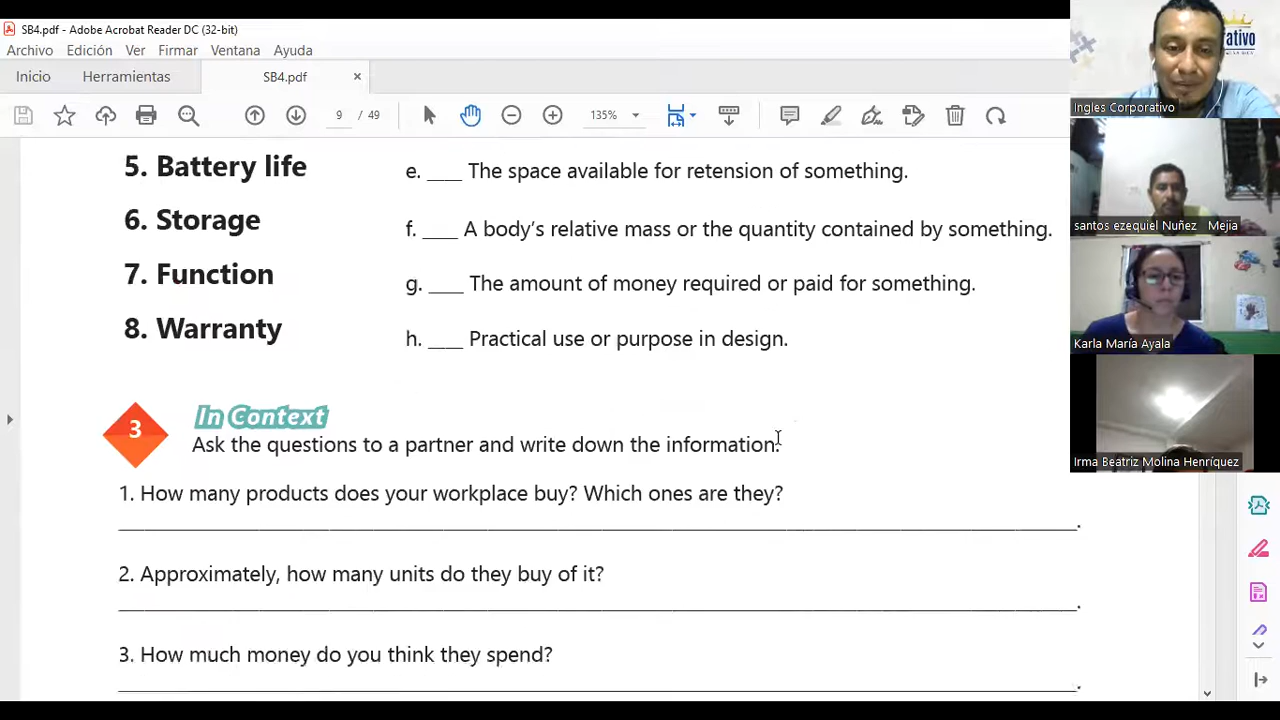 SB4.pdf - Adobe Acrobat Reader DC (32-bit)
Archivo Edición Ver Firmar Ventana Ayuda
Inicio Herramientas SB4.pdf ×
9 / 49 135%
5. Battery life e. ____ The space available for retension of something.
6. Storage f. ____ A body's relative mass or the quantity contained by something.
7. Function g. ____ The amount of money required or paid for something.
8. Warranty h. ____ Practical use or purpose in design.
3 In Context
Ask the questions to a partner and write down the information.
1. How many products does your workplace buy? Which ones are they?
2. Approximately, how many units do they buy of it?
3. How much money do you think they spend?
rativo
Ingles Corporativo
santos ezequiel Nuñez Mejia
Karla María Ayala
Irma Beatriz Molina Henríquez